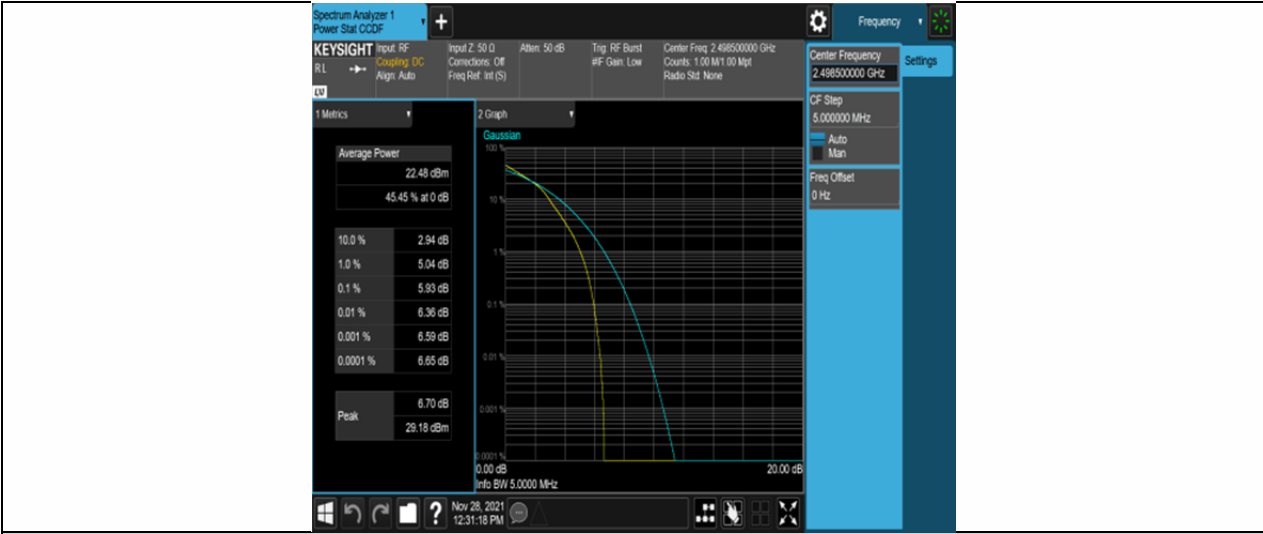 Spectrum Analyzer 1
Power Stat CCDF
+
Frequency
KEYSIGHT
Input: RF
Coupling: DC
Align: Auto
RL
LV
Input Z: 50 Ω
Corrections: Off
Freq Ref: Int (S)
Atten: 50 dB
Trig: RF Burst
#IF Gain: Low
Center Freq: 2.498500000 GHz
Counts: 1.00 M/1.00 Mpt
Radio Std: None
Center Frequency
2.498500000 GHz
Settings
CF Step
5.000000 MHz
Auto
Man
Freq Offset
0 Hz
1 Metrics
Average Power
22.48 dBm
45.45 % at 0 dB
10.0 % 2.94 dB
1.0 % 5.04 dB
0.1 % 5.93 dB
0.01 % 6.36 dB
0.001 % 6.59 dB
0.0001 % 6.65 dB
Peak
6.70 dB
29.18 dBm
2 Graph
Gaussian
100 %
10 %
1 %
0.1 %
0.01 %
0.001 %
0.0001 %
0.00 dB
20.00 dB
Info BW 5.0000 MHz
?
Nov 28, 2021
12:31:18 PM